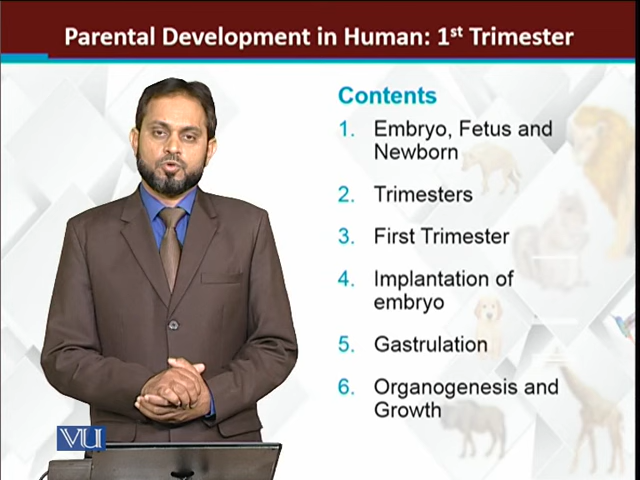 Parental Development in Human: 1st Trimester
Contents
1. Embryo, Fetus and
Newborn
2. Trimesters
3. First Trimester
4. Implantation of
embryo
5. Gastrulation
6. Organogenesis and
Growth
VU